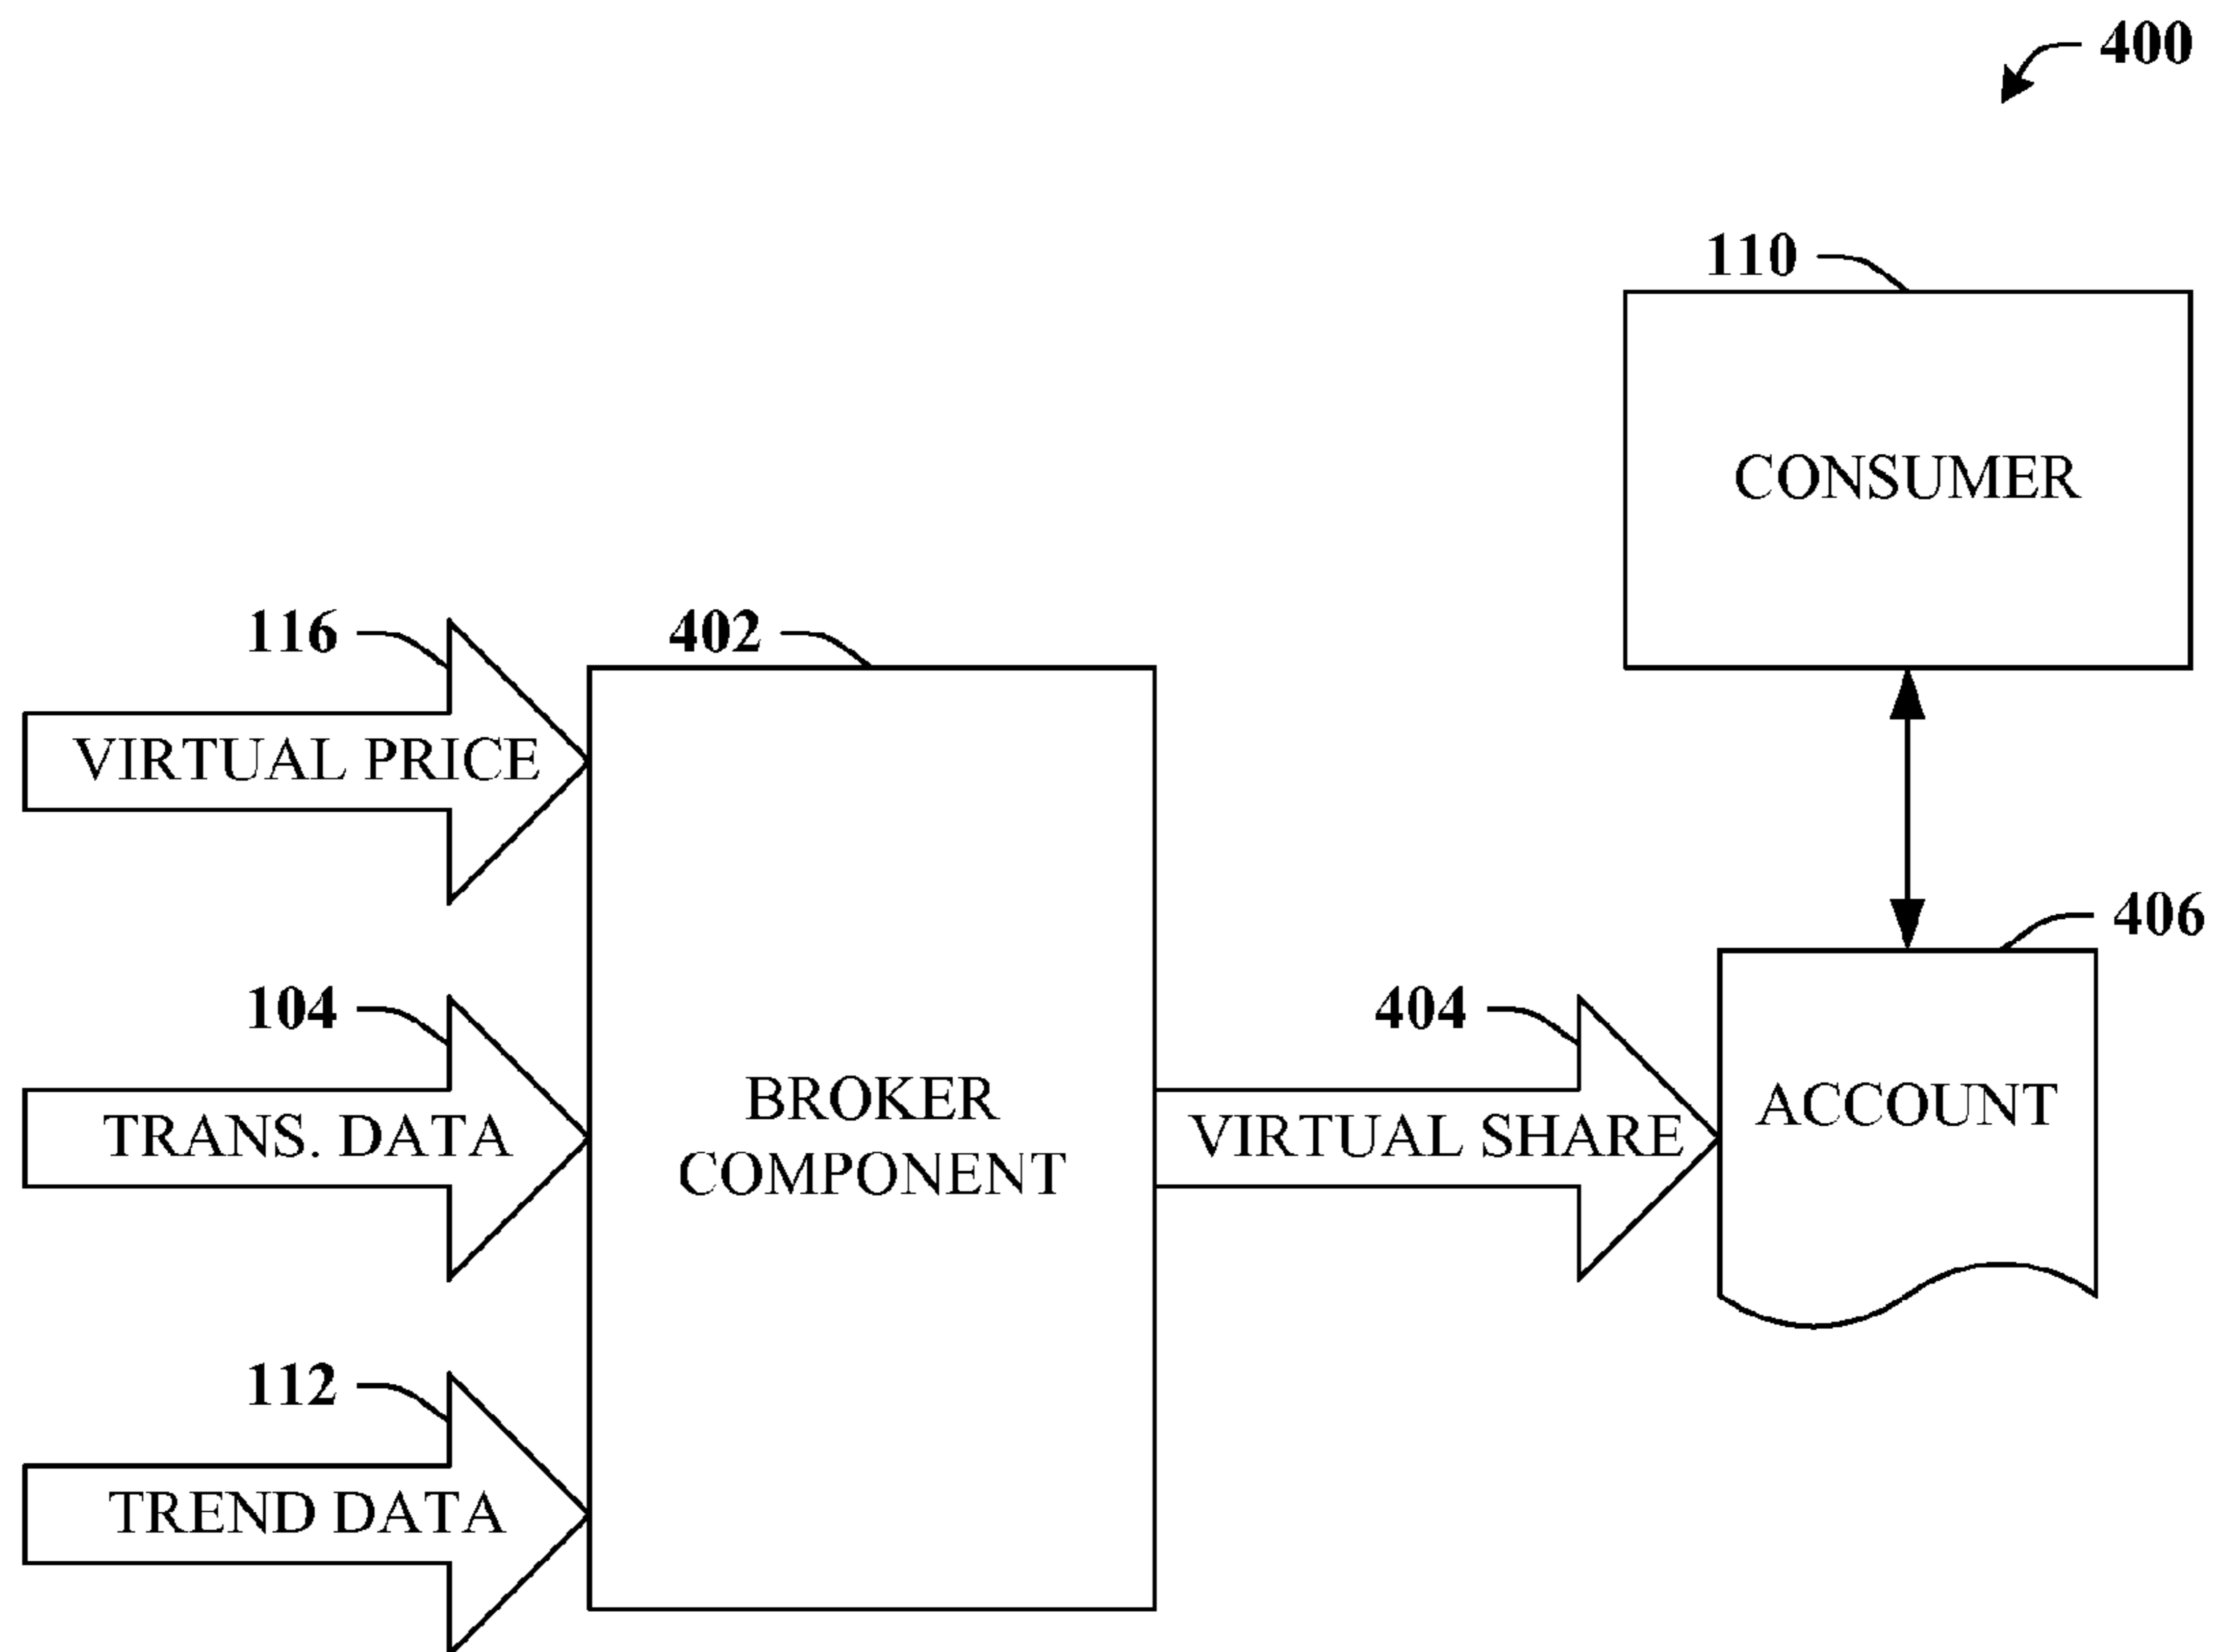 400
110
CONSUMER
116
VIRTUAL PRICE
402
104
TRANS. DATA
BROKER
COMPONENT
404
VIRTUAL SHARE
406
ACCOUNT
112
TREND DATA